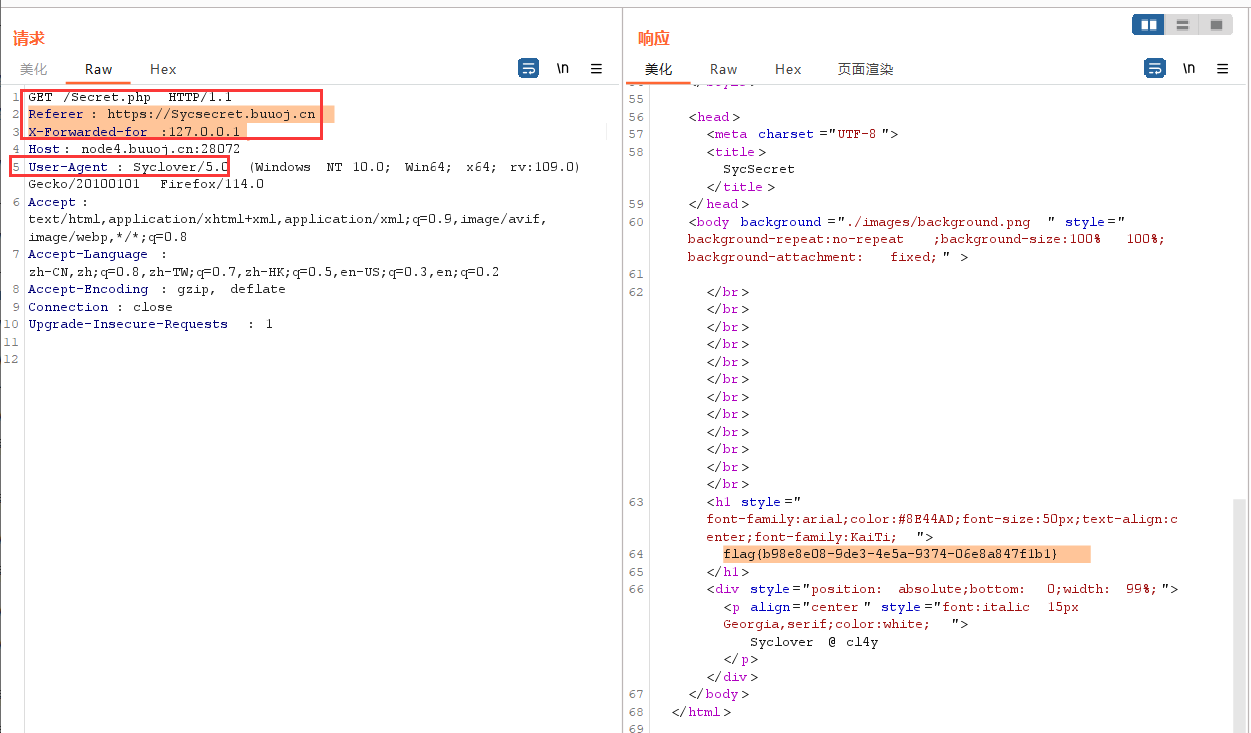 请求
美化 Raw Hex \n
1 GET /Secret.php HTTP/1.1
2 Referer : https://Sycsecret.buuoj.cn
3 X-Forwarded-for :127.0.0.1
4 Host : node4.buuoj.cn:28072
5 User-Agent : Syclover/5.0 (Windows NT 10.0; Win64; x64; rv:109.0)
Gecko/20100101 Firefox/114.0
6 Accept :
text/html,application/xhtml+xml,application/xml;q=0.9,image/avif,
image/webp,*/*;q=0.8
7 Accept-Language :
zh-CN,zh;q=0.8,zh-TW;q=0.7,zh-HK;q=0.5,en-US;q=0.3,en;q=0.2
8 Accept-Encoding : gzip, deflate
9 Connection : close
10 Upgrade-Insecure-Requests : 1
11
12
响应
美化 Raw Hex 页面渲染 \n
55
56 <head>
57 <meta charset ="UTF-8 ">
58 <title >
SycSecret
</title >
59 </head>
60 <body background ="./images/background.png " style ="
background-repeat:no-repeat ;background-size:100% 100%;
background-attachment: fixed; " >
61
62 </br>
</br>
</br>
</br>
</br>
</br>
</br>
</br>
</br>
</br>
</br>
</br>
63 <h1 style ="
font-family:arial;color:#8E44AD;font-size:50px;text-align:c
enter;font-family:KaiTi; ">
64 flag{b98e8e08-9de3-4e5a-9374-06e8a847f1b1}
65 </h1>
66 <div style ="position: absolute;bottom: 0;width: 99%; ">
<p align="center " style ="font:italic 15px
Georgia,serif;color:white; ">
Syclover @ cl4y
</p>
</div>
67 </body>
68 </html>
69